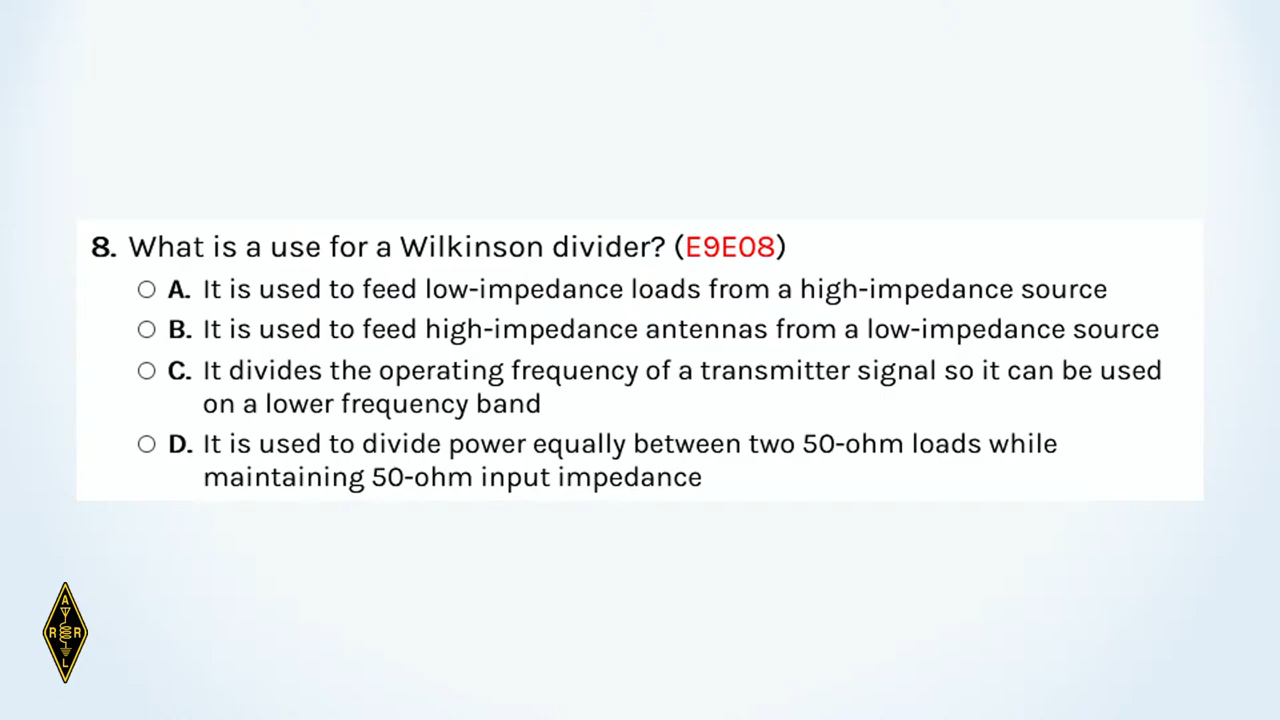 8. What is a use for a Wilkinson divider? (E9E08)
A. It is used to feed low-impedance loads from a high-impedance source
B. It is used to feed high-impedance antennas from a low-impedance source
C. It divides the operating frequency of a transmitter signal so it can be used
on a lower frequency band
D. It is used to divide power equally between two 50-ohm loads while
maintaining 50-ohm input impedance
A
R R
L